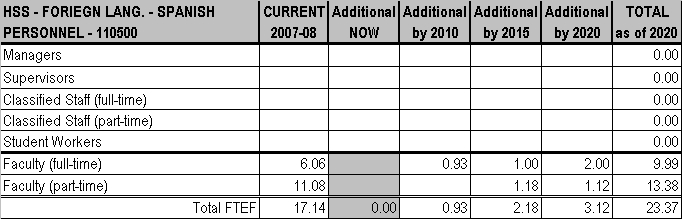 HSS - FORIEGN LANG. - SPANISH CURRENT Additional Additional Additional Additional TOTAL
PERSONNEL - 110500 2007-08 NOW by 2010 by 2015 by 2020 as of 2020
Managers 0.00
Supervisors 0.00
Classified Staff (full-time) 0.00
Classified Staff (part-time) 0.00
Student Workers 0.00
Faculty (full-time) 6.06 0.93 1.00 2.00 9.99
Faculty (part-time) 11.08 1.18 1.12 13.38
Total FTEF 17.14 0.00 0.93 2.18 3.12 23.37